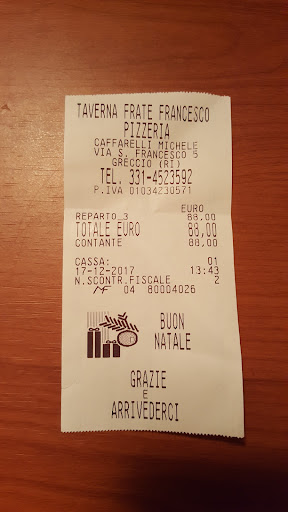 TAVERNA FRATE FRANCESCO
PIZZERIA
CAFFARELLI MICHELE
VIA S. FRANCESCO 5
GRECCIO (RI)
TEL. 331-4523592
P.IVA 01034230571
EURO
REPARTO 3 88,00
TOTALE EURO 88,00
CONTANTE 88,00
CASSA: 01
17-12-2017 13:43
N.SCONTR.FISCALE 2
MF 04 80004026
BUON
NATALE
GRAZIE
E
ARRIVEDERCI